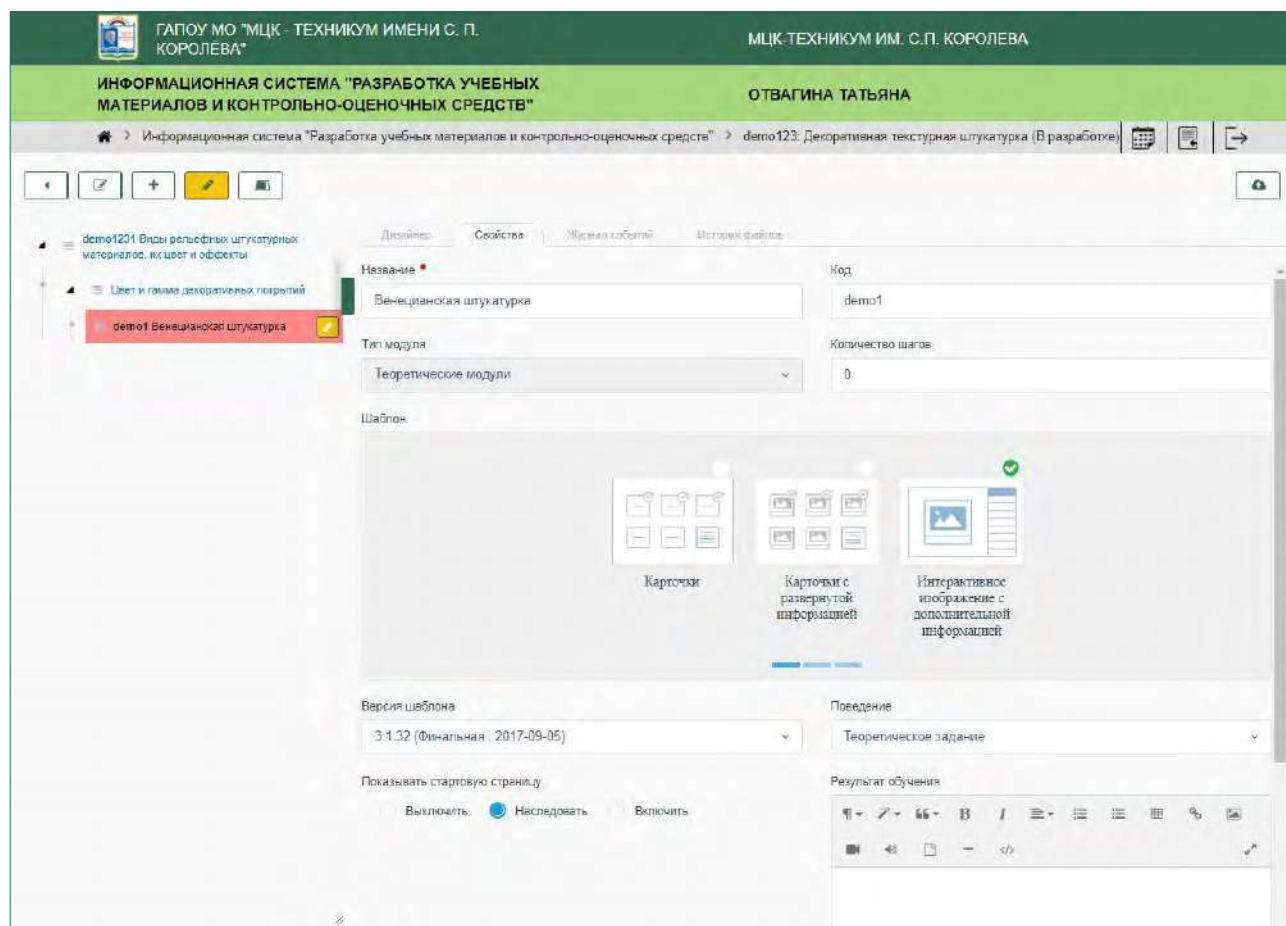 ГАПОУ МО "МЦК - ТЕХНИКУМ ИМЕНИ С. П.
КОРОЛЁВА"
МЦК-ТЕХНИКУМ ИМ. С.П. КОРОЛЕВА
ИНФОРМАЦИОННАЯ СИСТЕМА "РАЗРАБОТКА УЧЕБНЫХ
МАТЕРИАЛОВ И КОНТРОЛЬНО-ОЦЕНОЧНЫХ СРЕДСТВ"
ОТВАГИНА ТАТЬЯНА
Информационная система "Разработка учебных материалов и контрольно-оценочных средств" > demo123: Декоративная текстурная штукатурка (В разработке)
demo1231 Виды рельефных штукатурных
материалов, их цвет и эффекты
Цвет и гамма декоративных покрытий
demo1 Венецианская штукатурка
Дизайнер Свойства Журнал событий История файлов
Название Код
Венецианская штукатурка demo1
Тип модуля Количество шагов
Теоретические модули 0
Шаблон
Карточки
Карточки с
развернутой
информацией
Интерактивное
изображение с
дополнительной
информацией
Версия шаблона Поведение
3.1.32 (Финальная , 2017-09-05) Теоретическое задание
Показывать стартовую страницу Результат обучения
Выключить Наследовать Включить
B I